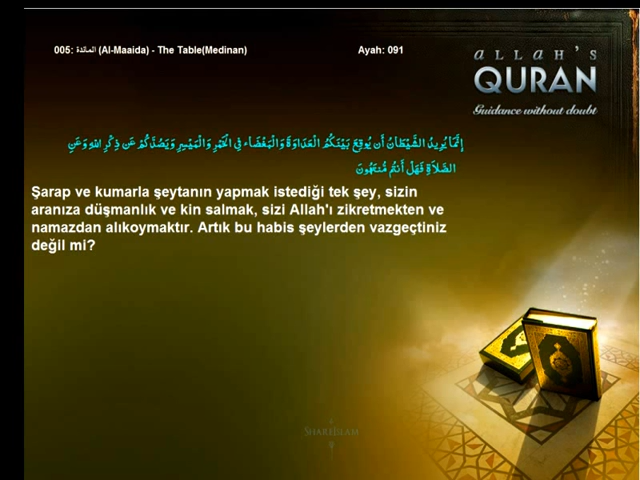 005: المائدة (Al-Maaida) - The Table(Medinan) Ayah: 091
ALLAH'S
QURAN
Guidance without doubt
إِنَّمَا يُرِيدُ الشَّيْطَانُ أَن يُوقِعَ بَيْنَكُمُ الْعَدَاوَةَ وَالْبَغْضَاء فِي الْخَمْرِ وَالْمَيْسِرِ وَيَصُدَّكُمْ عَن ذِكْرِ اللّهِ وَعَنِ
الصَّلاَةِ فَهَلْ أَنتُم مُّنتَهُونَ
Şarap ve kumarla şeytanın yapmak istediği tek şey, sizin
aranıza düşmanlık ve kin salmak, sizi Allah'ı zikretmekten ve
namazdan alıkoymaktır. Artık bu habis şeylerden vazgeçtiniz
değil mi?
SHAREISLAM